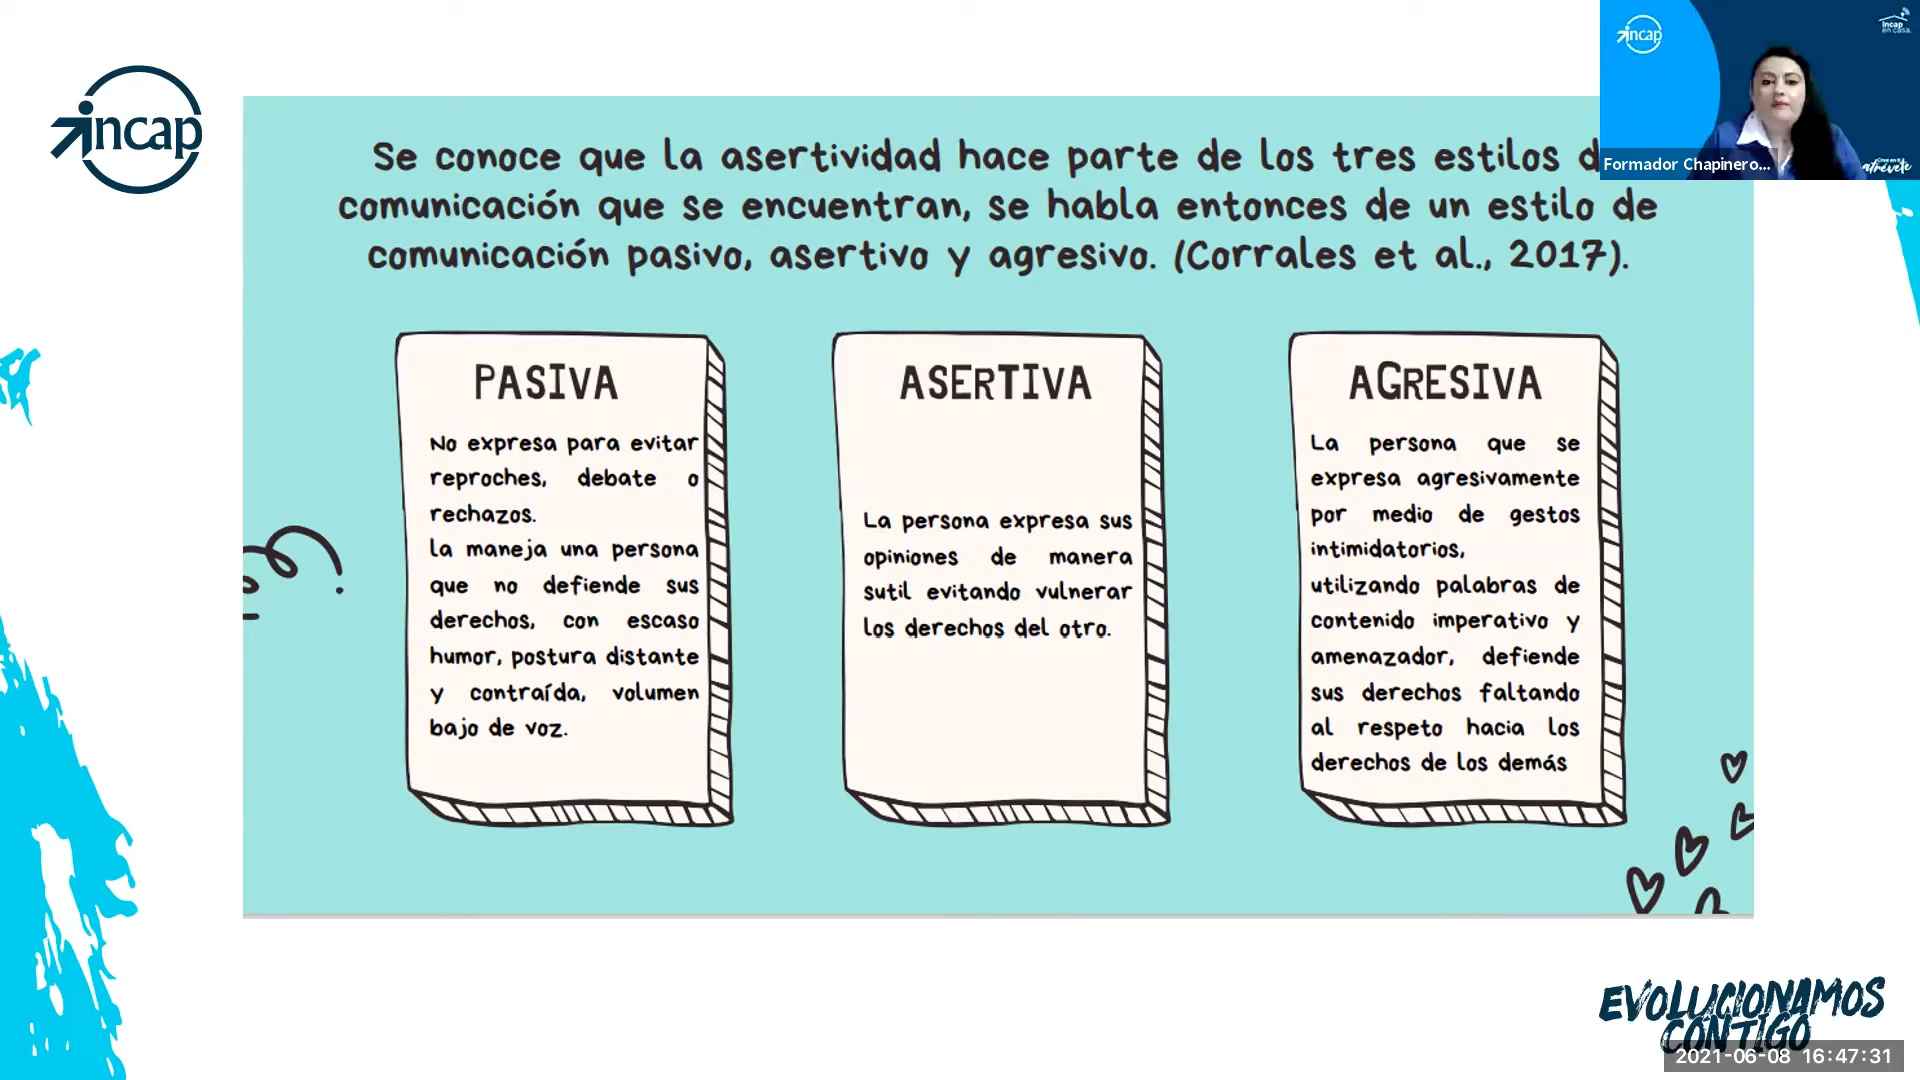 incap
incap
incap
en casa
Formador Chapinero...
atrévete
Se conoce que la asertividad hace parte de los tres estilos d
comunicación que se encuentran, se habla entonces de un estilo de
comunicación pasivo, asertivo y agresivo. (Corrales et al., 2017).
PASIVA
No expresa para evitar
reproches, debate o
rechazos.
la maneja una persona
que no defiende sus
derechos, con escaso
humor, postura distante
y contraída, volumen
bajo de voz.
ASERTIVA
La persona expresa sus
opiniones de manera
sutil evitando vulnerar
los derechos del otro.
AGRESIVA
La persona que se
expresa agresivamente
por medio de gestos
intimidatorios,
utilizando palabras de
contenido imperativo y
amenazador, defiende
sus derechos faltando
al respeto hacia los
derechos de los demás
EVOLUCIONAMOS
CONTIGO
2021-06-08 16:47:31